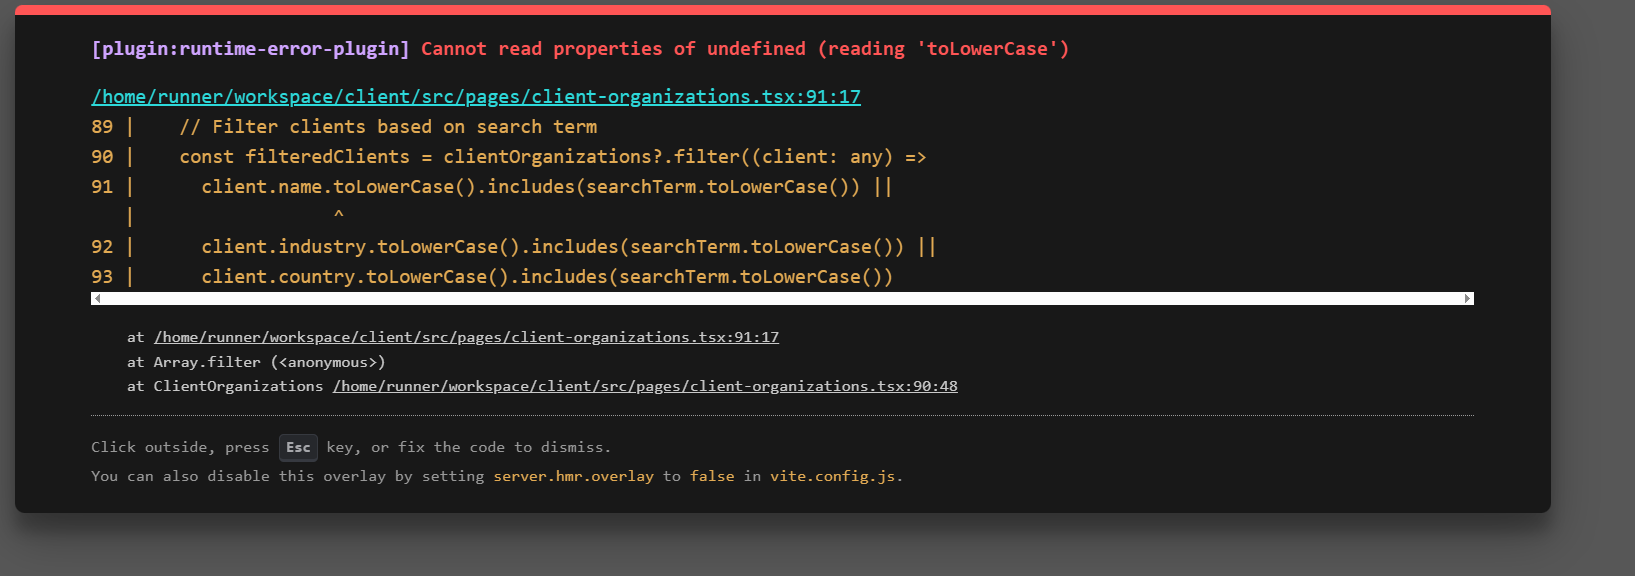 [plugin:runtime-error-plugin] Cannot read properties of undefined (reading 'toLowerCase')
/home/runner/workspace/client/src/pages/client-organizations.tsx:91:17
89 |    // Filter clients based on search term
90 |    const filteredClients = clientOrganizations?.filter((client: any) =>
91 |      client.name.toLowerCase().includes(searchTerm.toLowerCase()) ||
   |                  ^
92 |      client.industry.toLowerCase().includes(searchTerm.toLowerCase()) ||
93 |      client.country.toLowerCase().includes(searchTerm.toLowerCase())
at /home/runner/workspace/client/src/pages/client-organizations.tsx:91:17
at Array.filter (<anonymous>)
at ClientOrganizations /home/runner/workspace/client/src/pages/client-organizations.tsx:90:48
Click outside, press Esc key, or fix the code to dismiss.
You can also disable this overlay by setting server.hmr.overlay to false in vite.config.js.